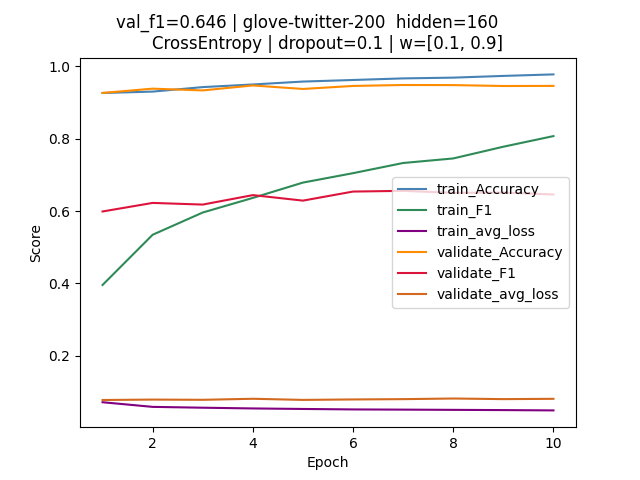 val_f1=0.646 | glove-twitter-200  hidden=160
CrossEntropy | dropout=0.1 | w=[0.1, 0.9]
1.0
0.8
0.6
0.4
0.2
Score
train_Accuracy
train_F1
train_avg_loss
validate_Accuracy
validate_F1
validate_avg_loss
2 4 6 8 10
Epoch